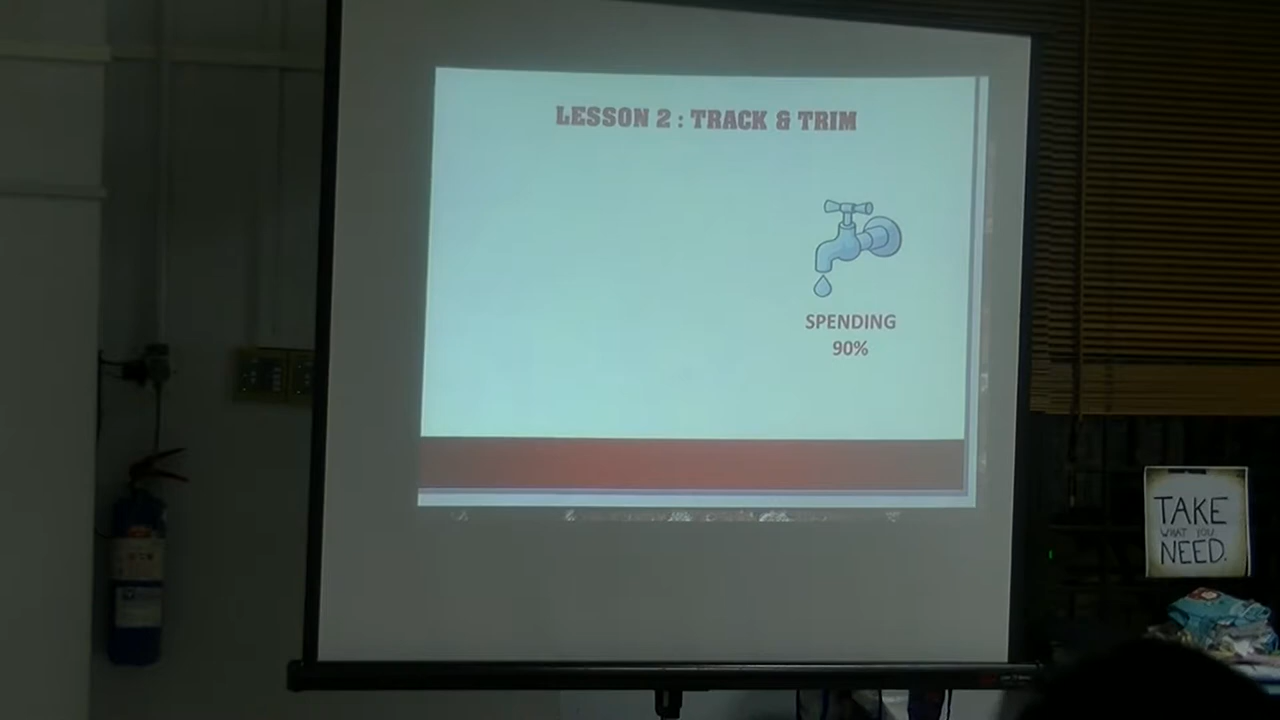 LESSON 2 : TRACK & TRIM
SPENDING
90%
TAKE
WHAT YOU
NEED.